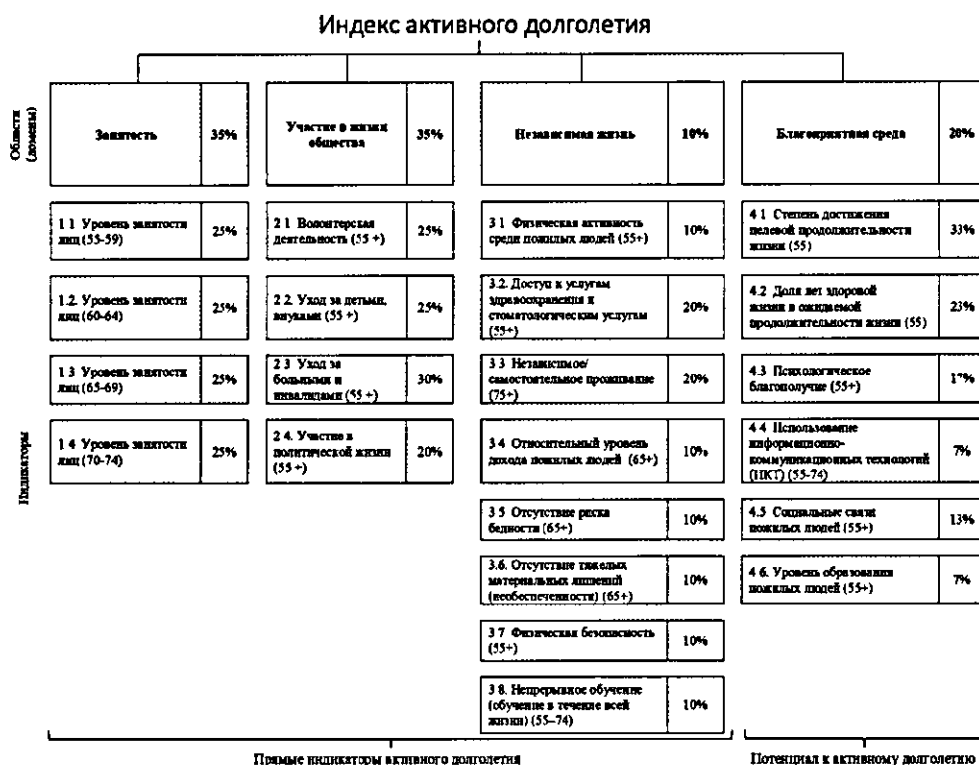 Индекс активного долголетия
Области
(домены)
Занятость
35%
Участие в жизни
общества
35%
Независимая жизнь
10%
Благоприятная среда
20%
Индикаторы
1 1 Уровень занятости
лиц (55-59)
25%
1.2. Уровень занятости
лиц (60-64)
25%
1 3 Уровень занятости
лиц (65-69)
25%
1 4 Уровень занятости
лиц (70-74)
25%
2 1 Волонтерская
деятельность (55 +)
25%
2 2. Уход за детьми,
внуками (55 +)
25%
2 3 Уход за
больными и
инвалидами (55 +)
30%
2 4. Участие в
политической жизни
(55 +)
20%
3 1 Физическая активность
среди пожилых людей (55+)
10%
3.2. Доступ к услугам
здравоохранения и
стоматологическим услугам
(55+)
20%
3 3 Независимое/
самостоятельное проживание
(75+)
20%
3 4 Относительный уровень
дохода пожилых людей (65+)
10%
3 5 Отсутствие риска
бедности (65+)
10%
3.6. Отсутствие тяжелых
материальных лишений
(необеспеченности) (65+)
10%
3 7 Физическая безопасность
(55+)
10%
3 8. Непрерывное обучение
(обучение в течение всей
жизни) (55–74)
10%
4 1 Степень достижения
целевой продолжительности
жизни (55)
33%
4.2 Доля лет здоровой
жизни в ожидаемой
продолжительности жизни (55)
23%
4.3 Психологическое
благополучие (55+)
17%
4 4 Использование
информационно-
коммуникационных технологий
(ИКТ) (55-74)
7%
4.5 Социальные связи
пожилых людей (55+)
13%
4 6. Уровень образования
пожилых людей (55+)
7%
Прямые индикаторы активного долголетия
Потенциал к активному долголетию